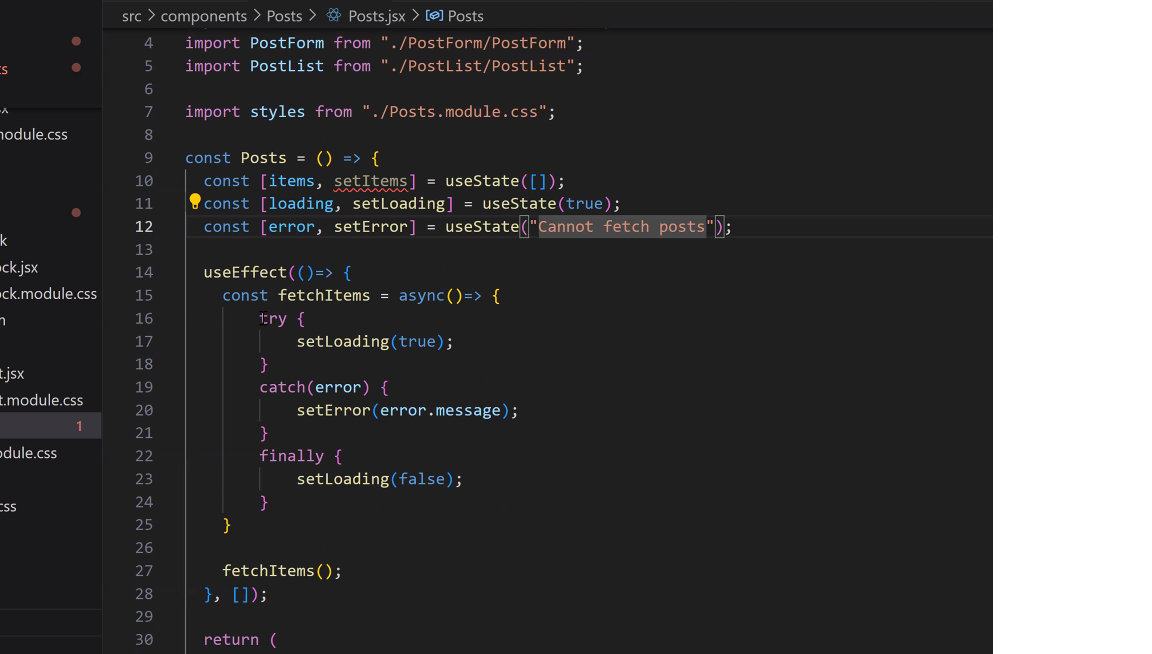 src > components > Posts > Posts.jsx > Posts
4 import PostForm from "./PostForm/PostForm";
5 import PostList from "./PostList/PostList";
6
7 import styles from "./Posts.module.css";
8
9 const Posts = () => {
10 const [items, setItems] = useState([]);
11 const [loading, setLoading] = useState(true);
12 const [error, setError] = useState("Cannot fetch posts");
13
14 useEffect(()=> {
15 const fetchItems = async()=> {
16 try {
17 setLoading(true);
18 }
19 catch(error) {
20 setError(error.message);
21 }
22 finally {
23 setLoading(false);
24 }
25 }
26
27 fetchItems();
28 }, []);
29
30 return (
ts
module.css
k
ock.jsx
ock.module.css
n
t.jsx
t.module.css
1
odule.css
css